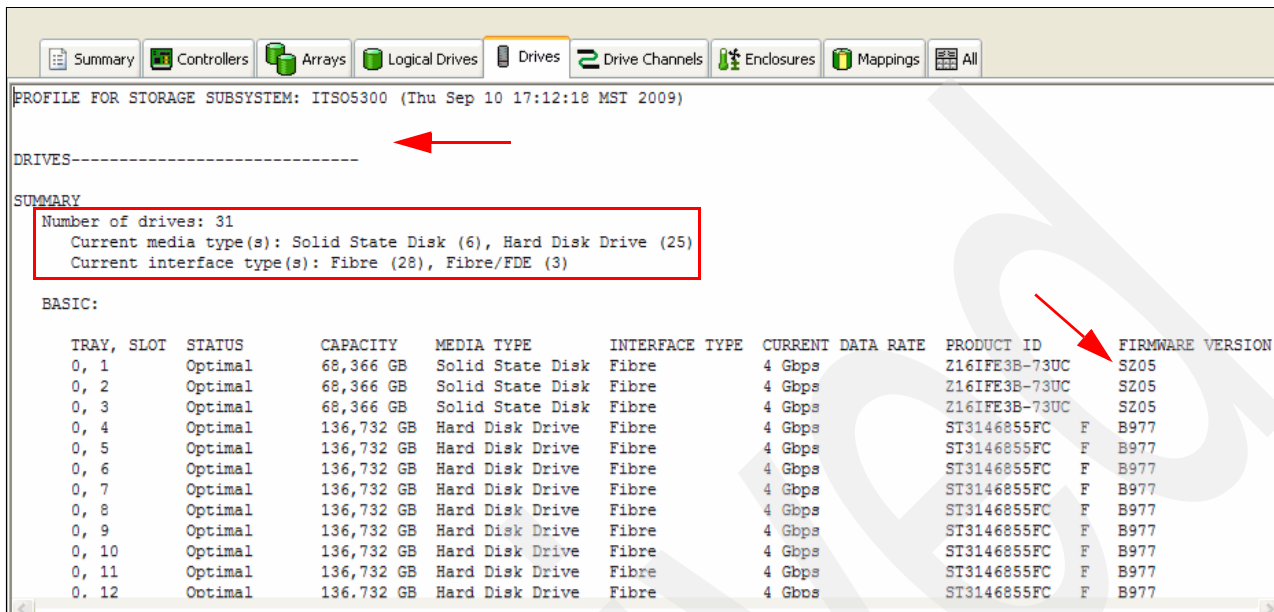 Summary Controllers Arrays Logical Drives Drives Drive Channels Enclosures Mappings All
PROFILE FOR STORAGE SUBSYSTEM: ITSO5300 (Thu Sep 10 17:12:18 MST 2009)
DRIVES------------------------------
SUMMARY
Number of drives: 31
Current media type(s): Solid State Disk (6), Hard Disk Drive (25)
Current interface type(s): Fibre (28), Fibre/FDE (3)
BASIC:
TRAY, SLOT STATUS CAPACITY MEDIA TYPE INTERFACE TYPE CURRENT DATA RATE PRODUCT ID FIRMWARE VERSION
0, 1 Optimal 68,366 GB Solid State Disk Fibre 4 Gbps Z16IFE3B-73UC SZ05
0, 2 Optimal 68,366 GB Solid State Disk Fibre 4 Gbps Z16IFE3B-73UC SZ05
0, 3 Optimal 68,366 GB Solid State Disk Fibre 4 Gbps Z16IFE3B-73UC SZ05
0, 4 Optimal 136,732 GB Hard Disk Drive Fibre 4 Gbps ST3146855FC F B977
0, 5 Optimal 136,732 GB Hard Disk Drive Fibre 4 Gbps ST3146855FC F B977
0, 6 Optimal 136,732 GB Hard Disk Drive Fibre 4 Gbps ST3146855FC F B977
0, 7 Optimal 136,732 GB Hard Disk Drive Fibre 4 Gbps ST3146855FC F B977
0, 8 Optimal 136,732 GB Hard Disk Drive Fibre 4 Gbps ST3146855FC F B977
0, 9 Optimal 136,732 GB Hard Disk Drive Fibre 4 Gbps ST3146855FC F B977
0, 10 Optimal 136,732 GB Hard Disk Drive Fibre 4 Gbps ST3146855FC F B977
0, 11 Optimal 136,732 GB Hard Disk Drive Fibre 4 Gbps ST3146855FC F B977
0, 12 Optimal 136,732 GB Hard Disk Drive Fibre 4 Gbps ST3146855FC F B977